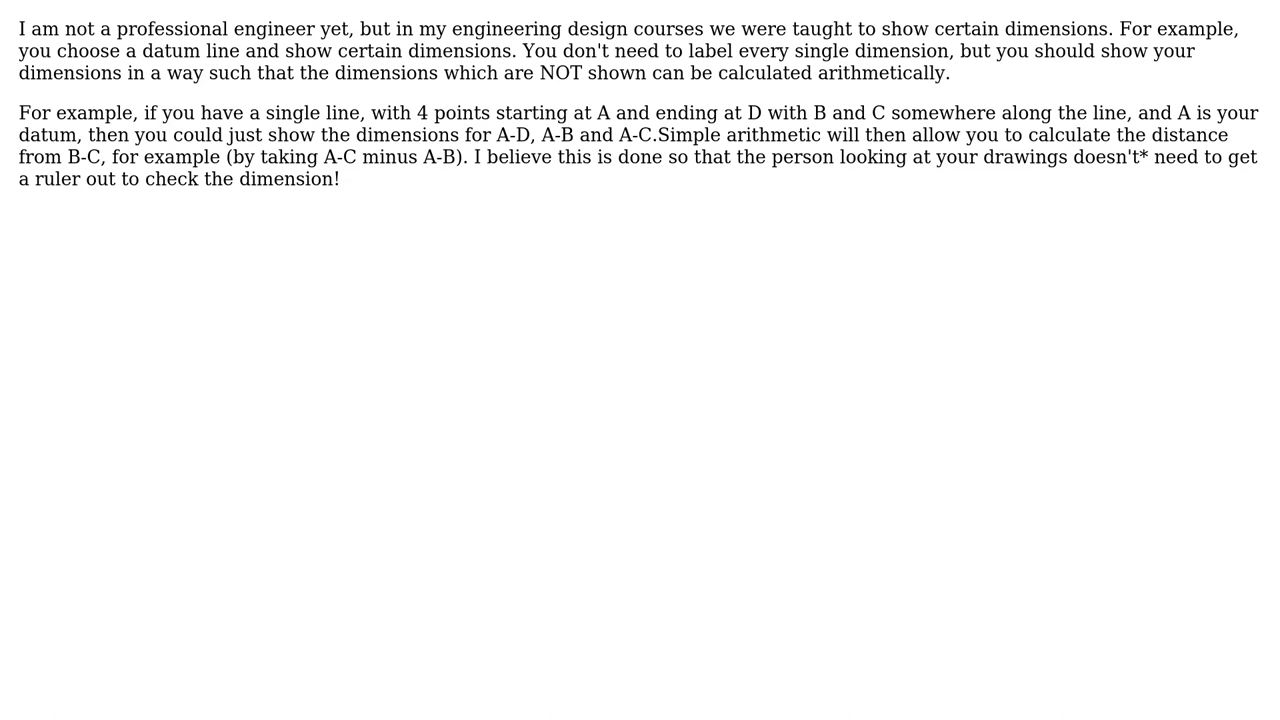 I am not a professional engineer yet, but in my engineering design courses we were taught to show certain dimensions. For example,
you choose a datum line and show certain dimensions. You don't need to label every single dimension, but you should show your
dimensions in a way such that the dimensions which are NOT shown can be calculated arithmetically.
For example, if you have a single line, with 4 points starting at A and ending at D with B and C somewhere along the line, and A is your
datum, then you could just show the dimensions for A-D, A-B and A-C.Simple arithmetic will then allow you to calculate the distance
from B-C, for example (by taking A-C minus A-B). I believe this is done so that the person looking at your drawings doesn't* need to get
a ruler out to check the dimension!